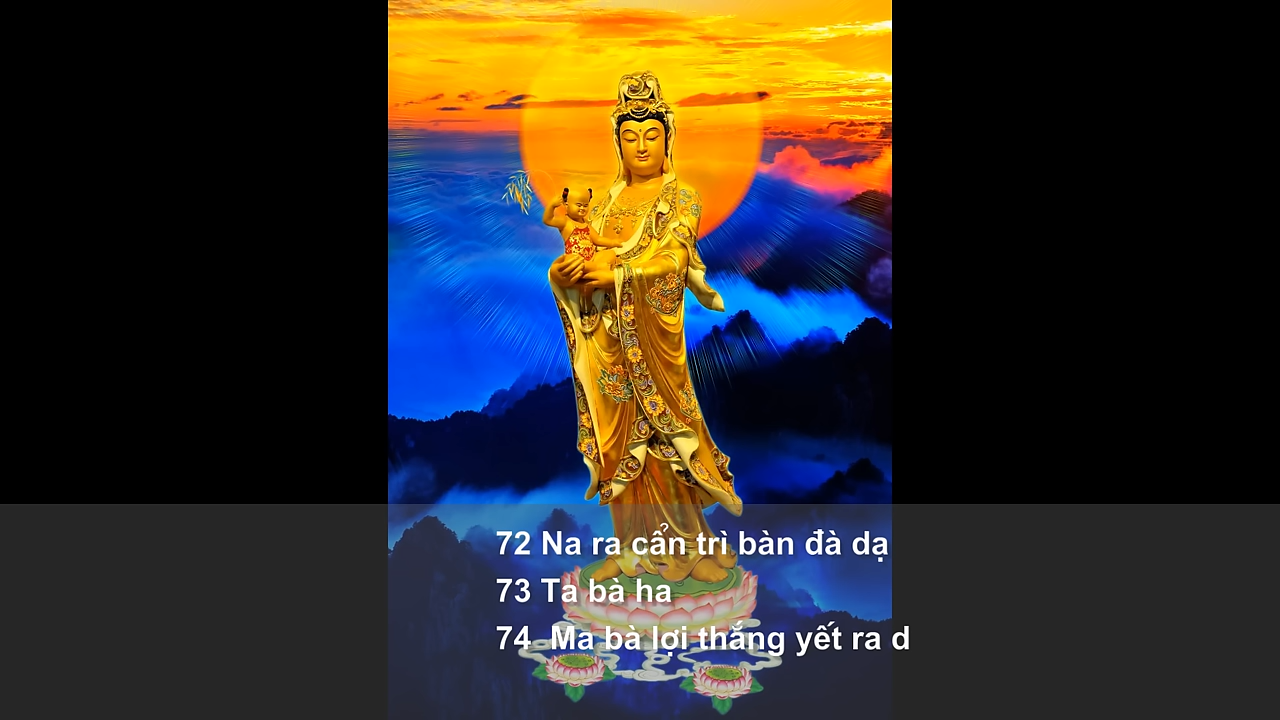 72 Na ra cẩn trì bàn đà dạ
73 Ta bà ha
74 Ma bà lợi thắng yết ra d